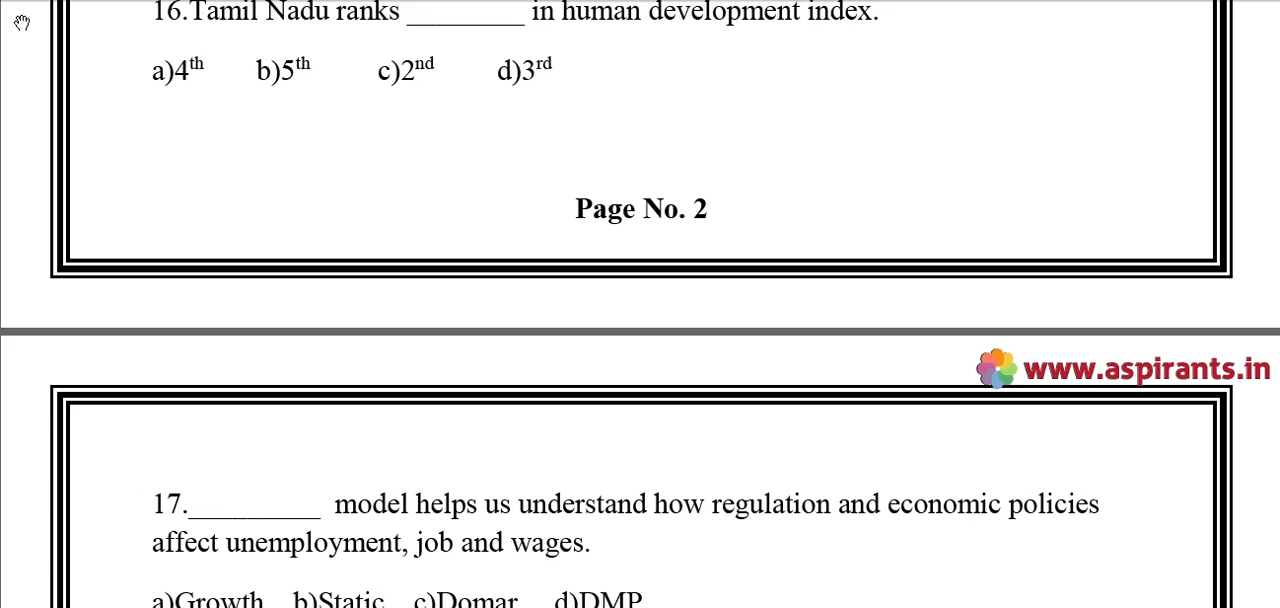 16.Tamil Nadu ranks ________ in human development index.
a)4th b)5th c)2nd d)3rd
Page No. 2
www.aspirants.in
17._________ model helps us understand how regulation and economic policies
affect unemployment, job and wages.
a)Growth b)Static c)Domar d)DMP